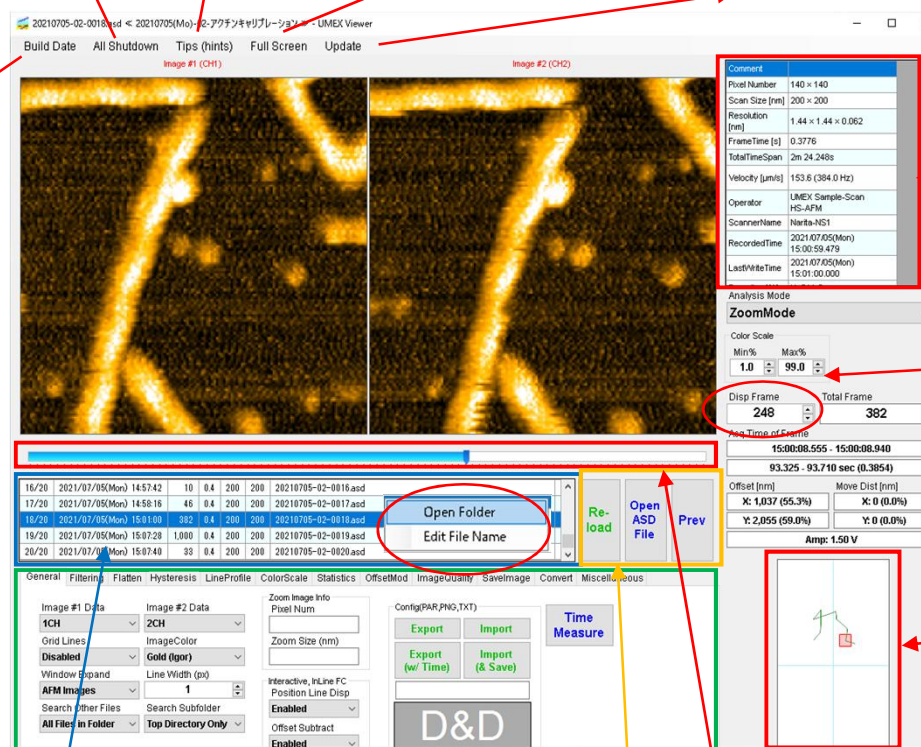 20210705-02-0018.asd ≪ 20210705(Mo)-02-アクチンキャリブレーション ≫ - UMEX Viewer
Build Date All Shutdown Tips (hints) Full Screen Update
Image #1 (CH1) Image #2 (CH2)
Comment
Pixel Number 140 × 140
Scan Size [nm] 200 × 200
Resolution [nm] 1.44 × 1.44 × 0.062
FrameTime [s] 0.3776
TotalTimeSpan 2m 24.248s
Velocity [μm/s] 153.6 (384.0 Hz)
Operator UMEX Sample-Scan HS-AFM
ScannerName Narita-NS1
RecordedTime 2021/07/05(Mon) 15:00:59.479
LastWriteTime 2021/07/05(Mon) 15:01:00.000
Analysis Mode
ZoomMode
Color Scale
Min% Max%
1.0 99.0
Disp Frame Total Frame
248 382
Acq Time of Frame
15:00:08.555 - 15:00:08.940
93.325 - 93.710 sec (0.3854)
Offset [nm] Move Dist [nm]
X: 1,037 (55.3%) X: 0 (0.0%)
Y: 2,055 (59.0%) Y: 0 (0.0%)
Amp: 1.50 V
16/20 2021/07/05(Mon) 14:57:42 10 0.4 200 200 20210705-02-0016.asd
17/20 2021/07/05(Mon) 14:58:16 46 0.4 200 200 20210705-02-0017.asd
18/20 2021/07/05(Mon) 15:01:00 382 0.4 200 200 20210705-02-0018.asd
19/20 2021/07/05(Mon) 15:07:28 1,000 0.4 200 200 20210705-02-0019.asd
20/20 2021/07/05(Mon) 15:07:40 33 0.4 200 200 20210705-02-0020.asd
Open Folder
Edit File Name
Re-load
Open ASD File
Prev
General Filtering Flatten Hysteresis LineProfile ColorScale Statistics OffsetMod ImageQuality SaveImage Convert Miscellaneous
Image #1 Data Image #2 Data
1CH 2CH
Grid Lines ImageColor
Disabled Gold (Igor)
Window Expand Line Width (px)
AFM Images 1
Search Other Files Search Subfolder
All Files in Folder Top Directory Only
Zoom Image Info
Pixel Num
Zoom Size (nm)
Interactive, InLine FC
Position Line Disp
Enabled
Offset Subtract
Enabled
Config(PAR,PNG,TXT)
Export Import
Export (w/ Time) Import (& Save)
D&D
Time Measure